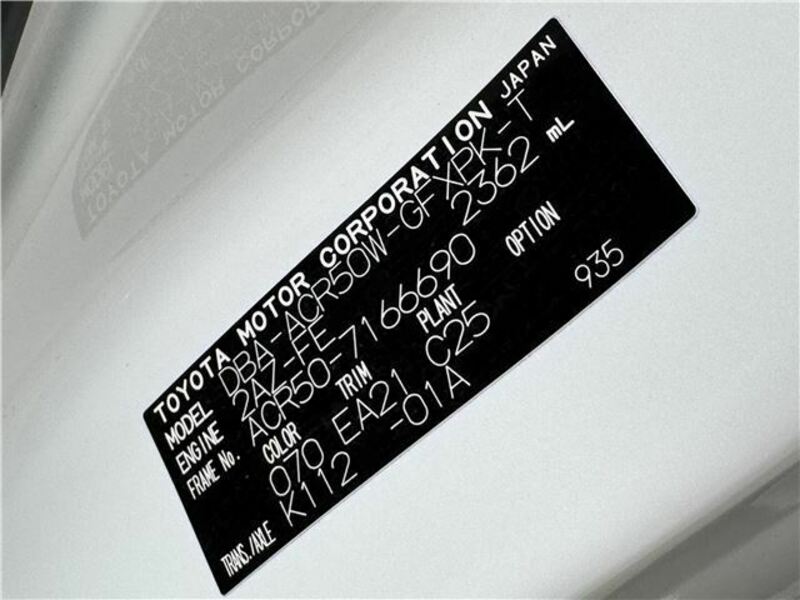 TOYOTA MOTOR CORPORATION JAPAN
MODEL DBA-ACR50W-GFXPK-T
ENGINE 2AZ-FE 2362 mL
FRAME No. ACR50-7166690
COLOR TRIM PLANT OPTION
070 EA21 C25 935
TRANS./AXLE K112 -01A